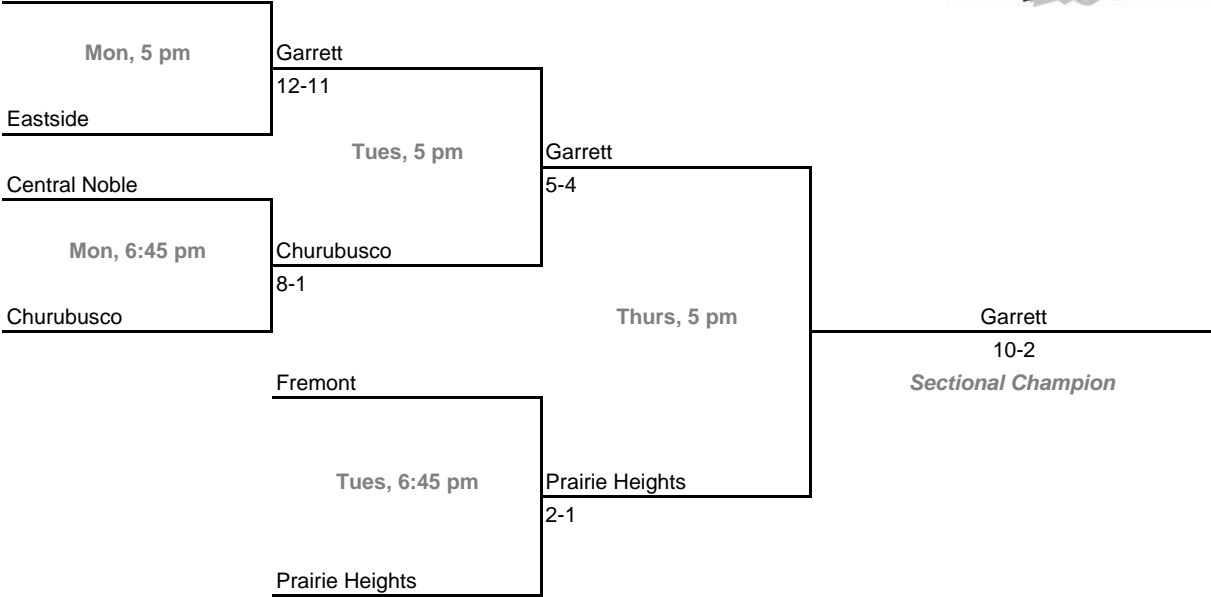 Mon, 5 pm
Garrett
12-11
Eastside
Tues, 5 pm
Garrett
Central Noble
5-4
Mon, 6:45 pm
Churubusco
8-1
Churubusco
Thurs, 5 pm
Garrett
10-2
Fremont
Sectional Champion
Tues, 6:45 pm
Prairie Heights
2-1
Prairie Heights